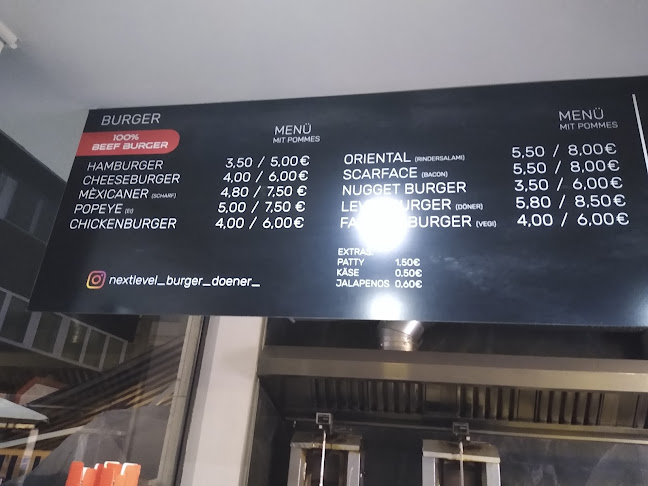 BURGER
100%
BEEF BURGER
MENÜ
MIT POMMES
HAMBURGER 3,50 / 5,00€
CHEESEBURGER 4,00 / 6,00€
MÈXICANER (SCHARF) 4,80 / 7,50 €
POPEYE (EI) 5,00 / 7,50 €
CHICKENBURGER 4,00 / 6,00€
nextlevel_burger_doener_
MENÜ
MIT POMMES
ORIENTAL (RINDERSALAMI) 5,50 / 8,00€
SCARFACE (BACON) 5,50 / 8,00€
NUGGET BURGER 3,50 / 6,00€
BURGER (DÖNER) 5,80 / 8,50€
BURGER (VEGI) 4,00 / 6,00€
EXTRAS:
PATTY 1.50€
KÄSE 0.50€
JALAPENOS 0.60€